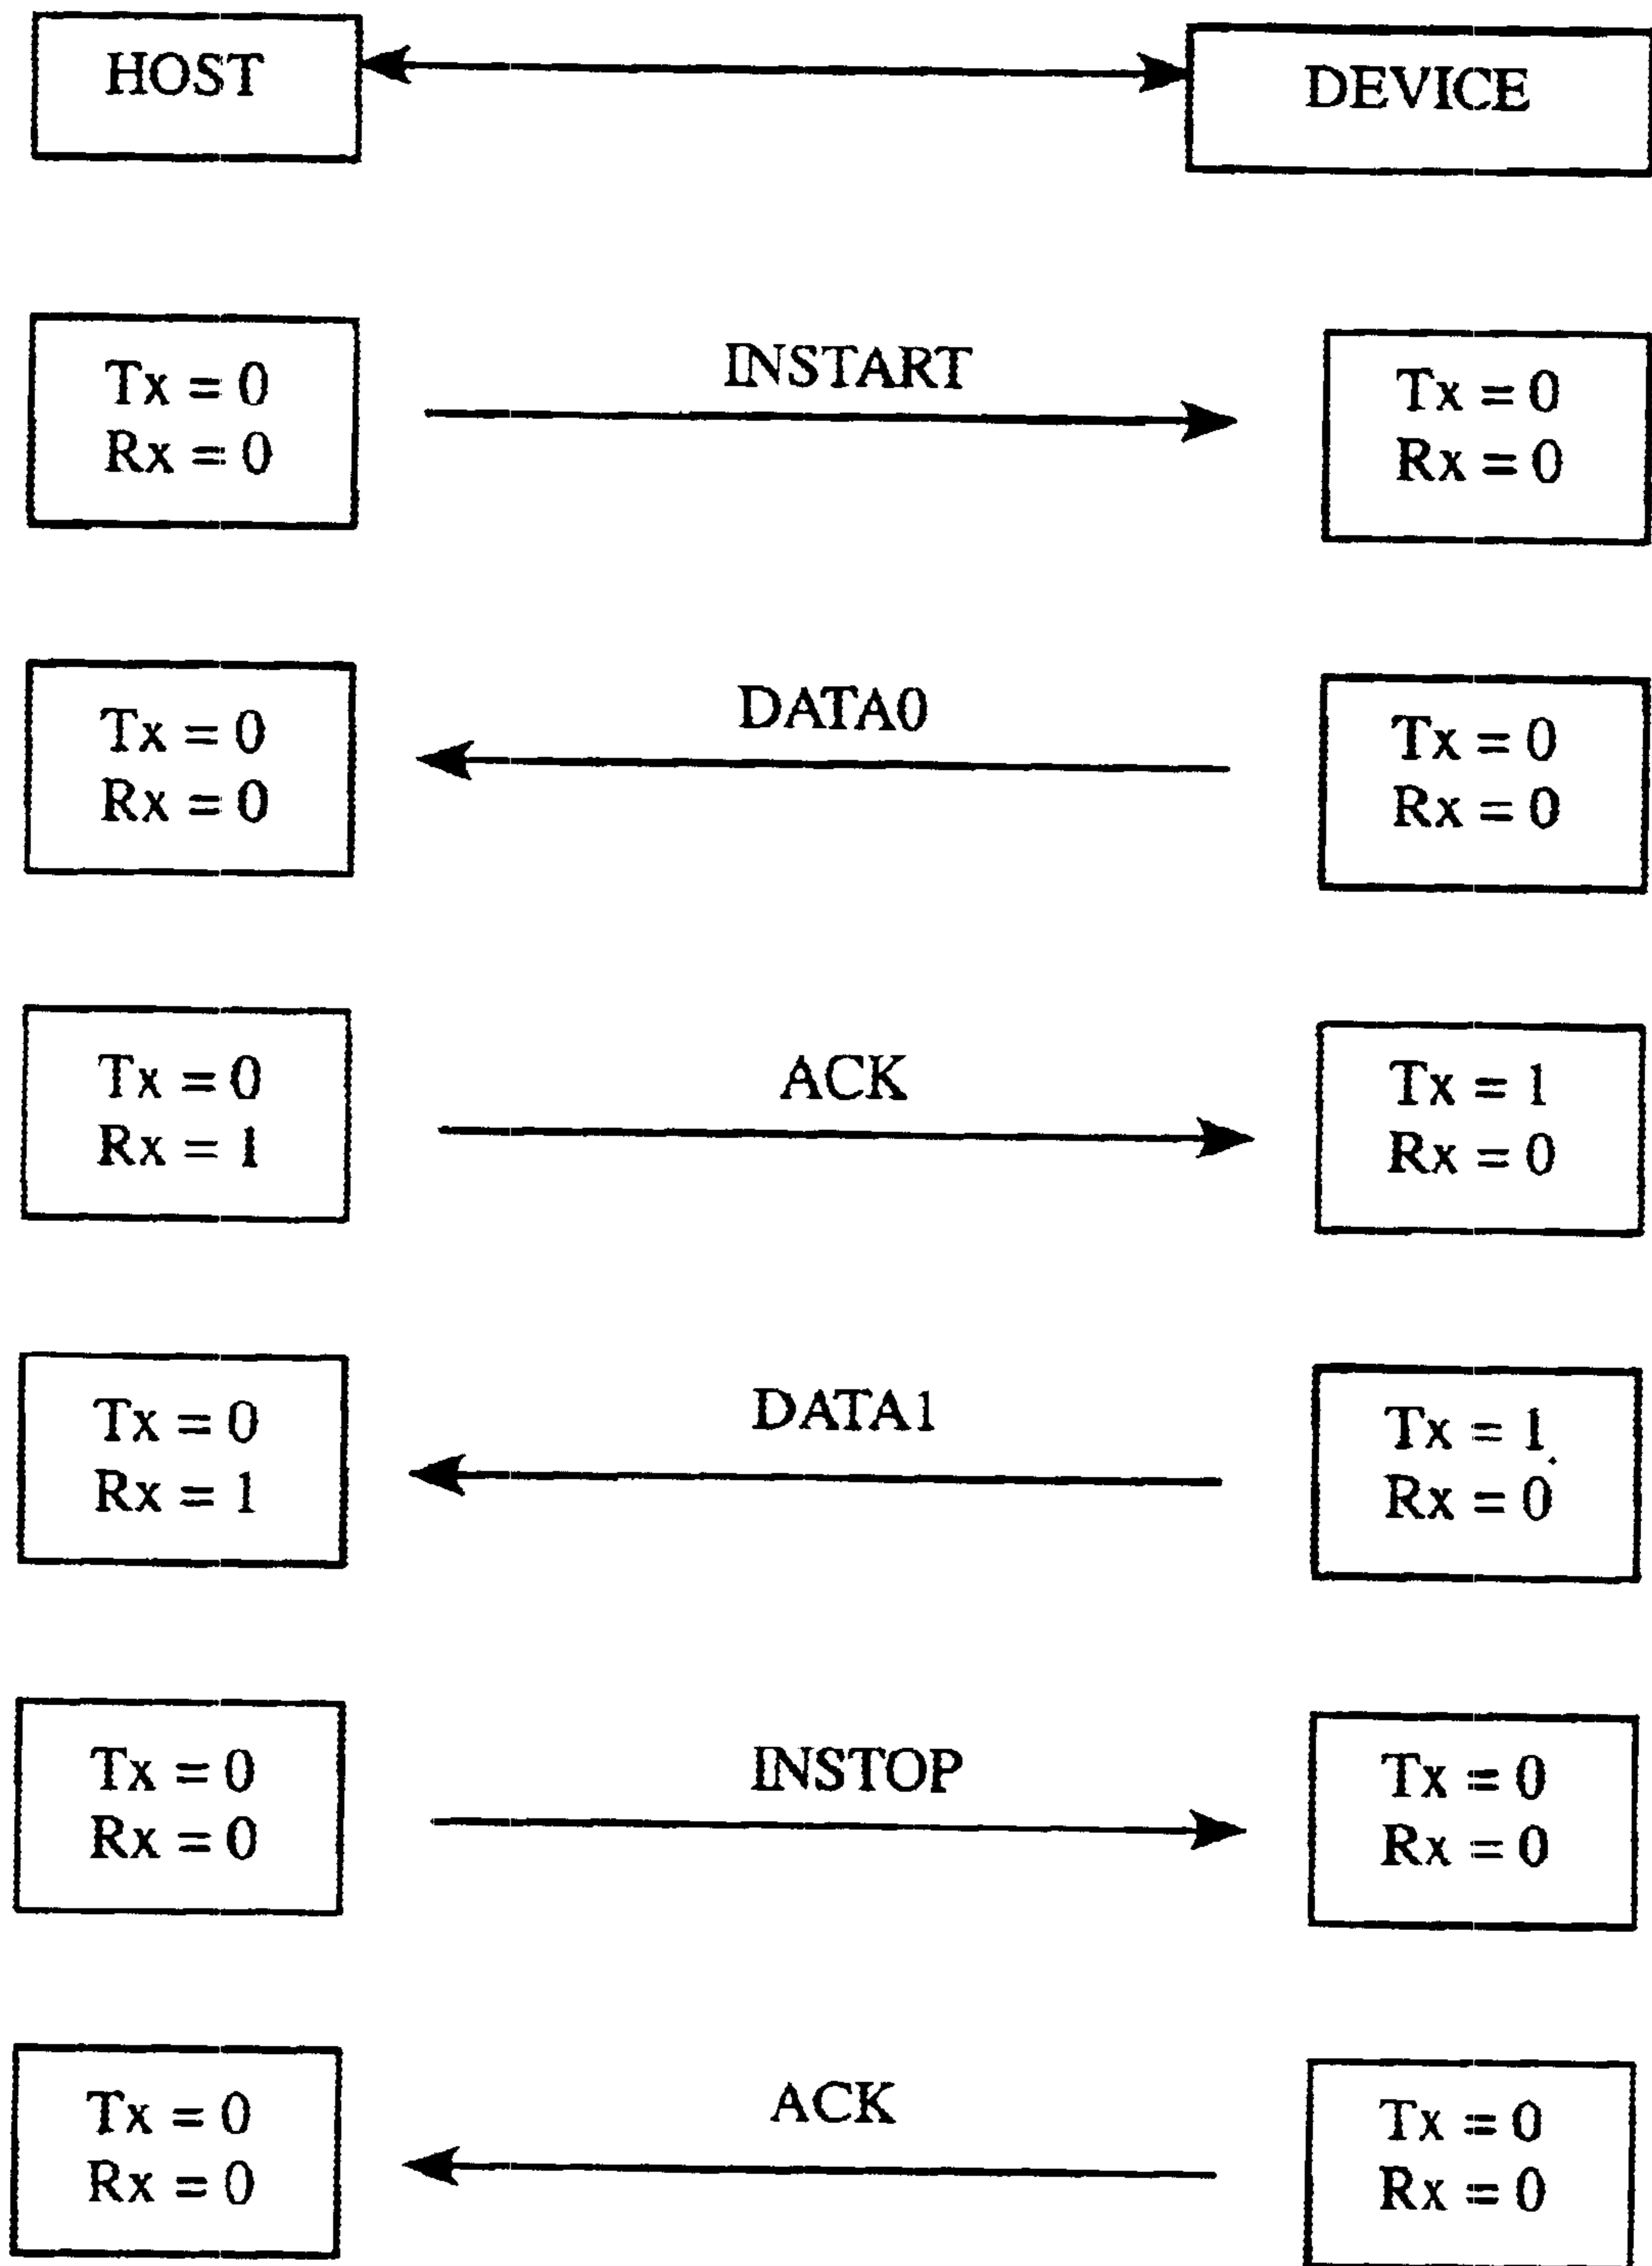 HOST
DEVICE
Tx = 0
Rx = 0
INSTART
Tx = 0
Rx = 0
Tx = 0
Rx = 0
DATA0
Tx = 0
Rx = 0
Tx = 0
Rx = 1
ACK
Tx = 1
Rx = 0
Tx = 0
Rx = 1
DATA1
Tx = 1
Rx = 0
Tx = 0
Rx = 0
INSTOP
Tx = 0
Rx = 0
Tx = 0
Rx = 0
ACK
Tx = 0
Rx = 0